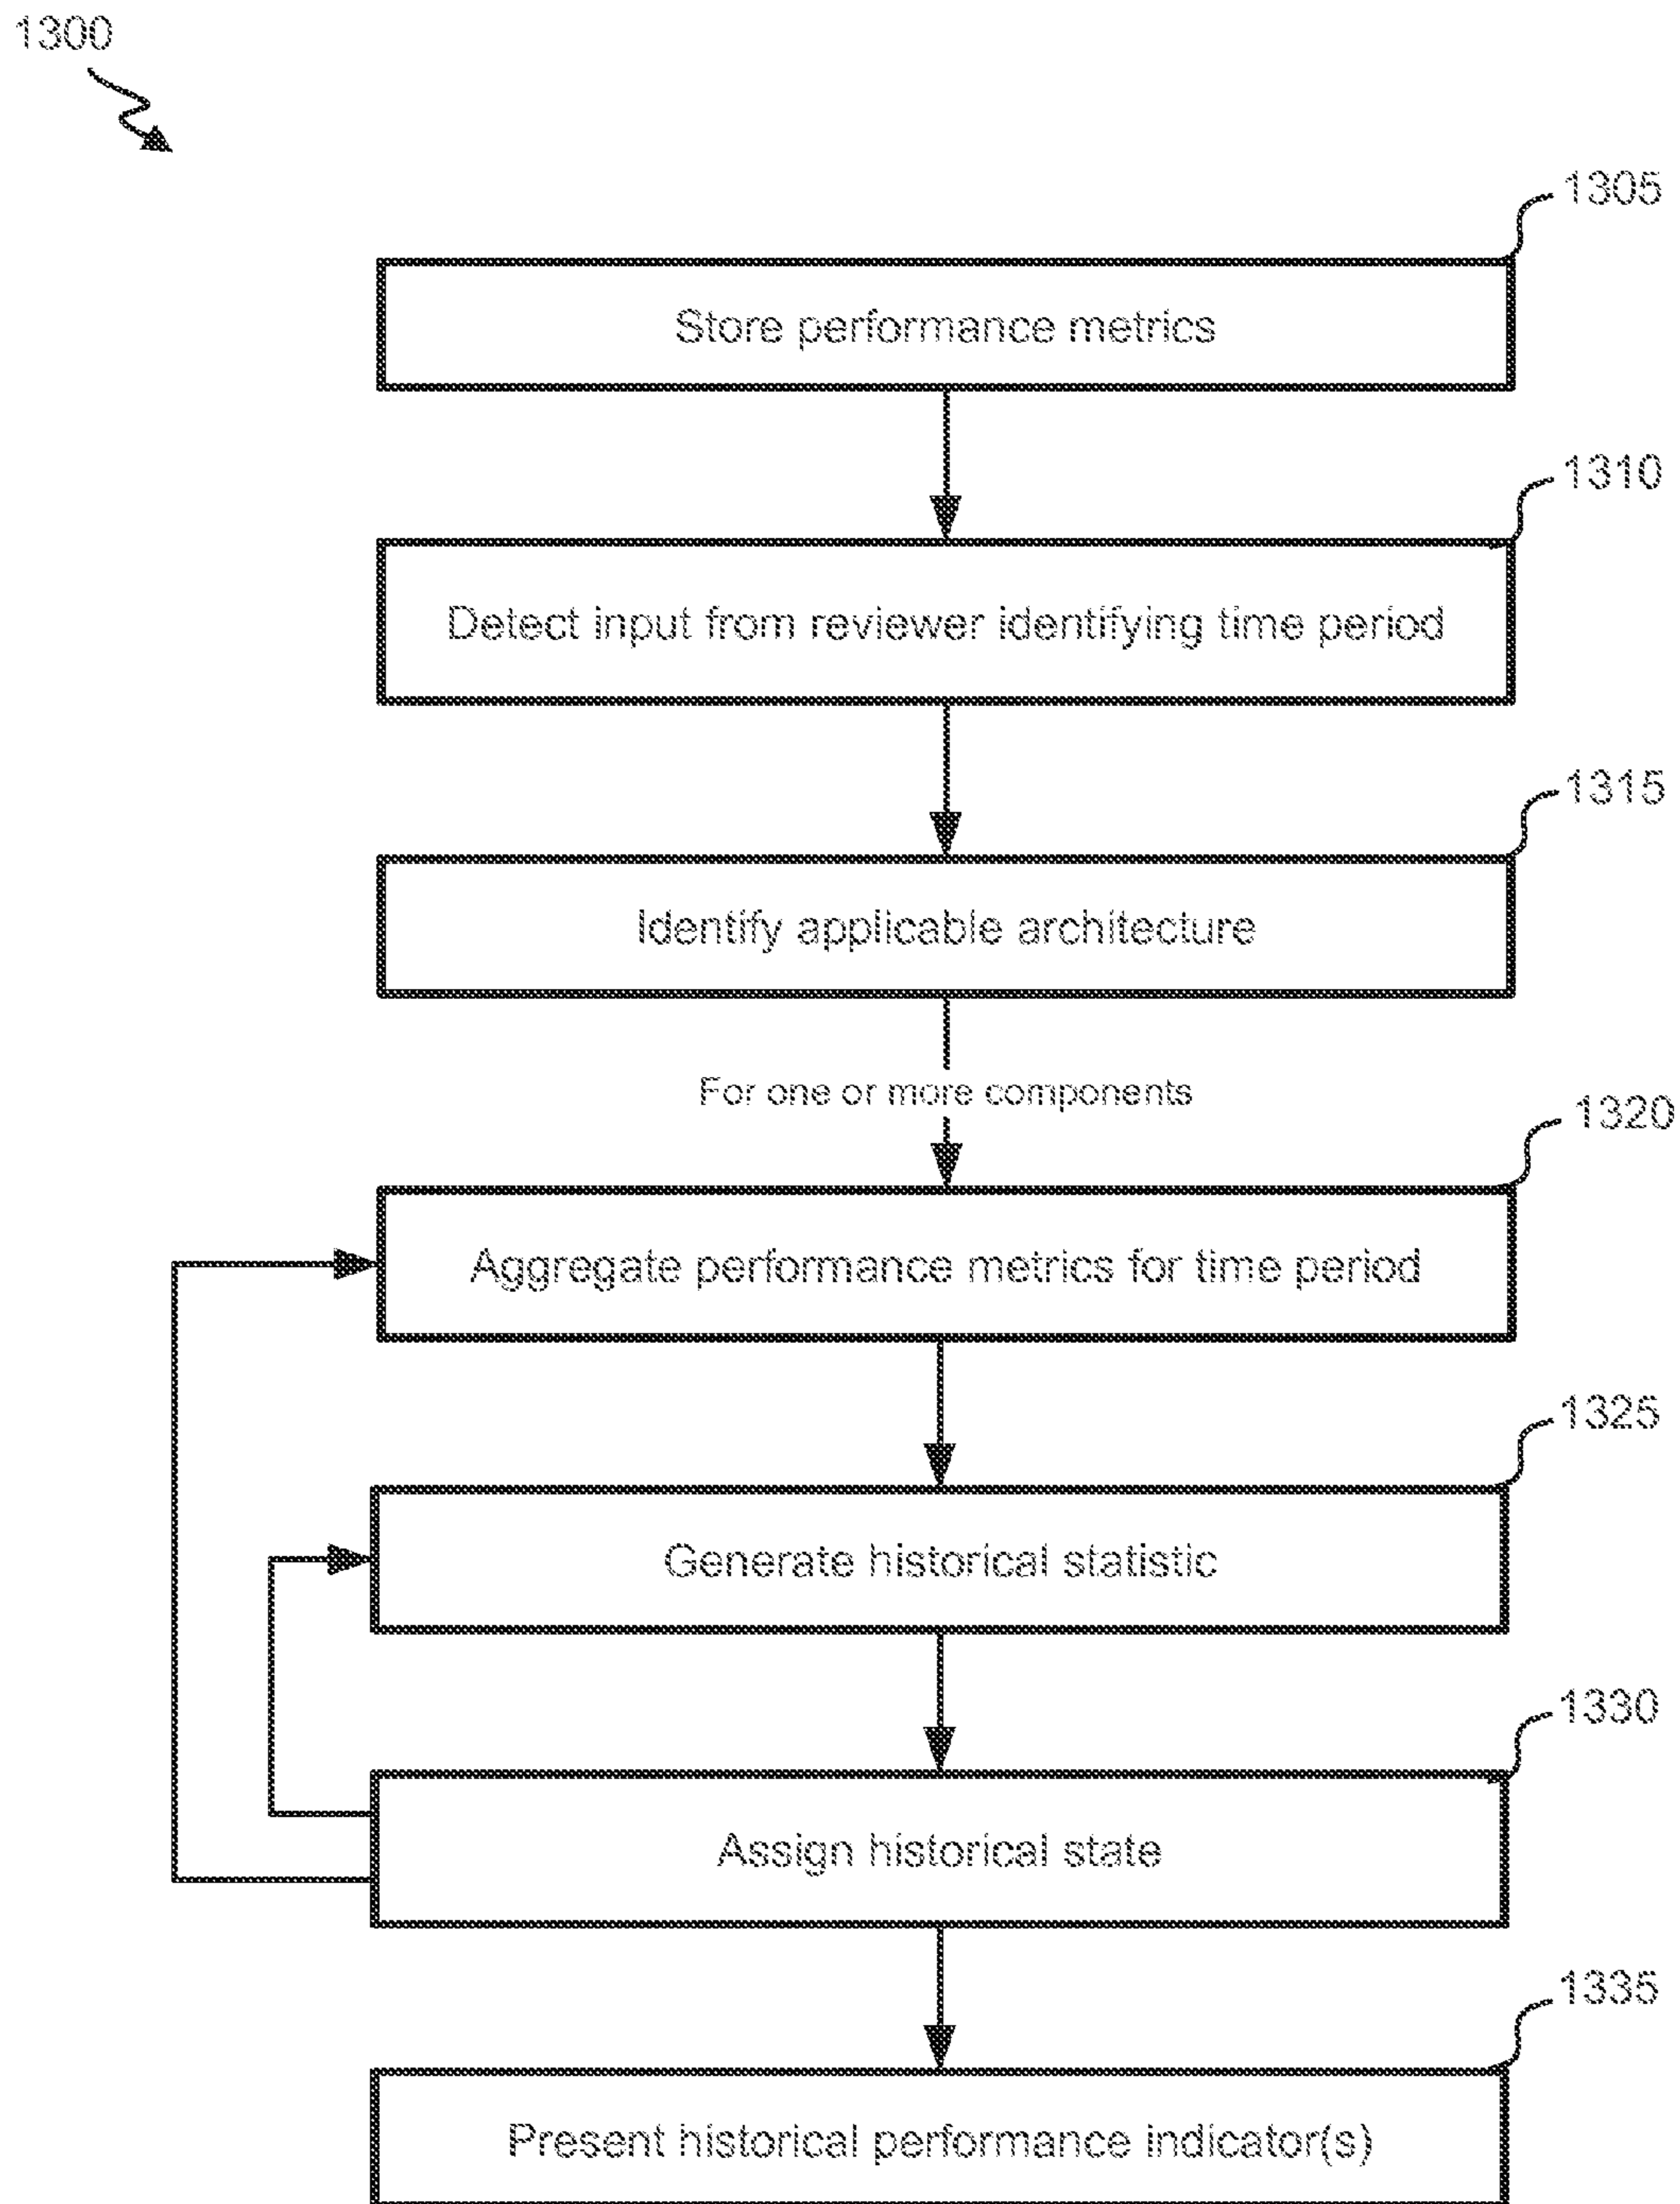 1300
1305
Store performance metrics
1310
Detect input from reviewer identifying time period
1315
Identify applicable architecture
For one or more components
1320
Aggregate performance metrics for time period
1325
Generate historical statistic
1330
Assign historical state
1335
Present historical performance indicator(s)